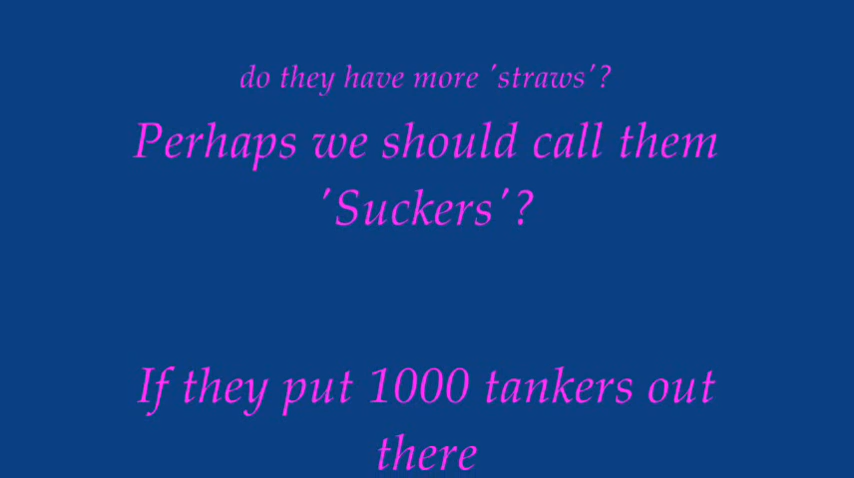 do they have more 'straws'?
Perhaps we should call them
'Suckers'?
If they put 1000 tankers out
there